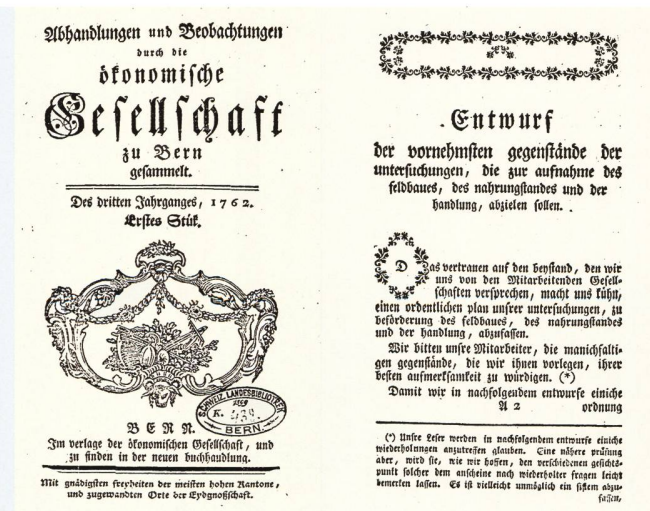 Abhandlungen und Beobachtungen
durch die
ökonomische
Gesellschaft
zu Bern
gesammelt.
Des dritten Jahrganges, 1762.
Erstes Stük.
SCHWEIZ. LANDESBIBLIOTHEK
BERN
K.
BERN.
Im verlage der ökonomischen Gesellschaft, und
zu finden in der neuen buchhandlung.
Mit gnädigsten freyheiten der meisten hohen Kantone,
und zugewandten Orte der Eydgnoßschaft.
Entwurf
der vornehmsten gegenstände der
untersuchungen, die zur aufnahme des
feldbaues, des nahrungstandes und der
handlung, abzielen sollen.
Das vertrauen auf den beystand, den wir
uns von den Mitarbeitenden Gesell-
schaften versprechen, macht uns kühn,
einen ordentlichen plan unsrer untersuchungen, zu
beförderung des feldbaues, des nahrungstandes
und der handlung, abzufassen.
Wir bitten unsre Mitarbeiter, die manichfalti-
gen gegenstände, die wir ihnen vorlegen, ihrer
besten aufmerksamkeit zu würdigen. (*)
Damit wir in nachfolgendem entwurfe einiche
A 2 ordnung
(*) Unsre Leser werden in nachfolgendem entwurfe einiche
wiederholungen anzutreffen glauben. Eine nähere prüfung
aber, wird sie, wie wir hoffen, den verschiedenen gesichts-
punkt solcher dem anscheine nach wiederholter fragen leicht
bemerken lassen. Es ist vielleicht unmöglich ein sistem abzu-
fassen,